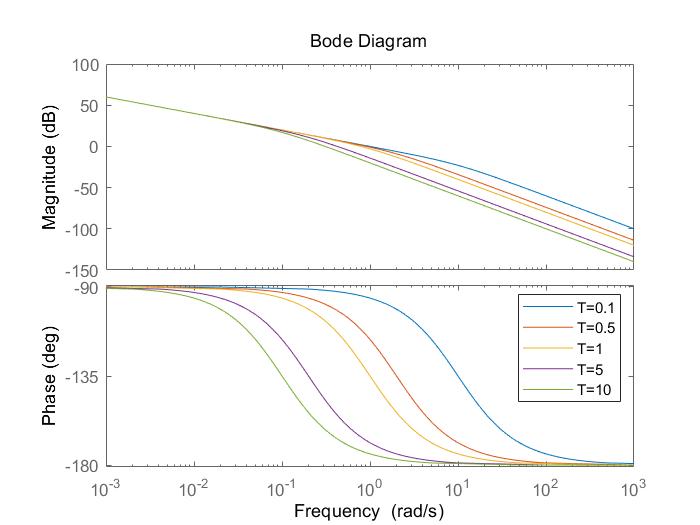 Bode Diagram
Magnitude (dB)
100
50
0
-50
-100
-150
Phase (deg)
-90
-135
-180
T=0.1
T=0.5
T=1
T=5
T=10
10^-3 10^-2 10^-1 10^0 10^1 10^2 10^3
Frequency (rad/s)